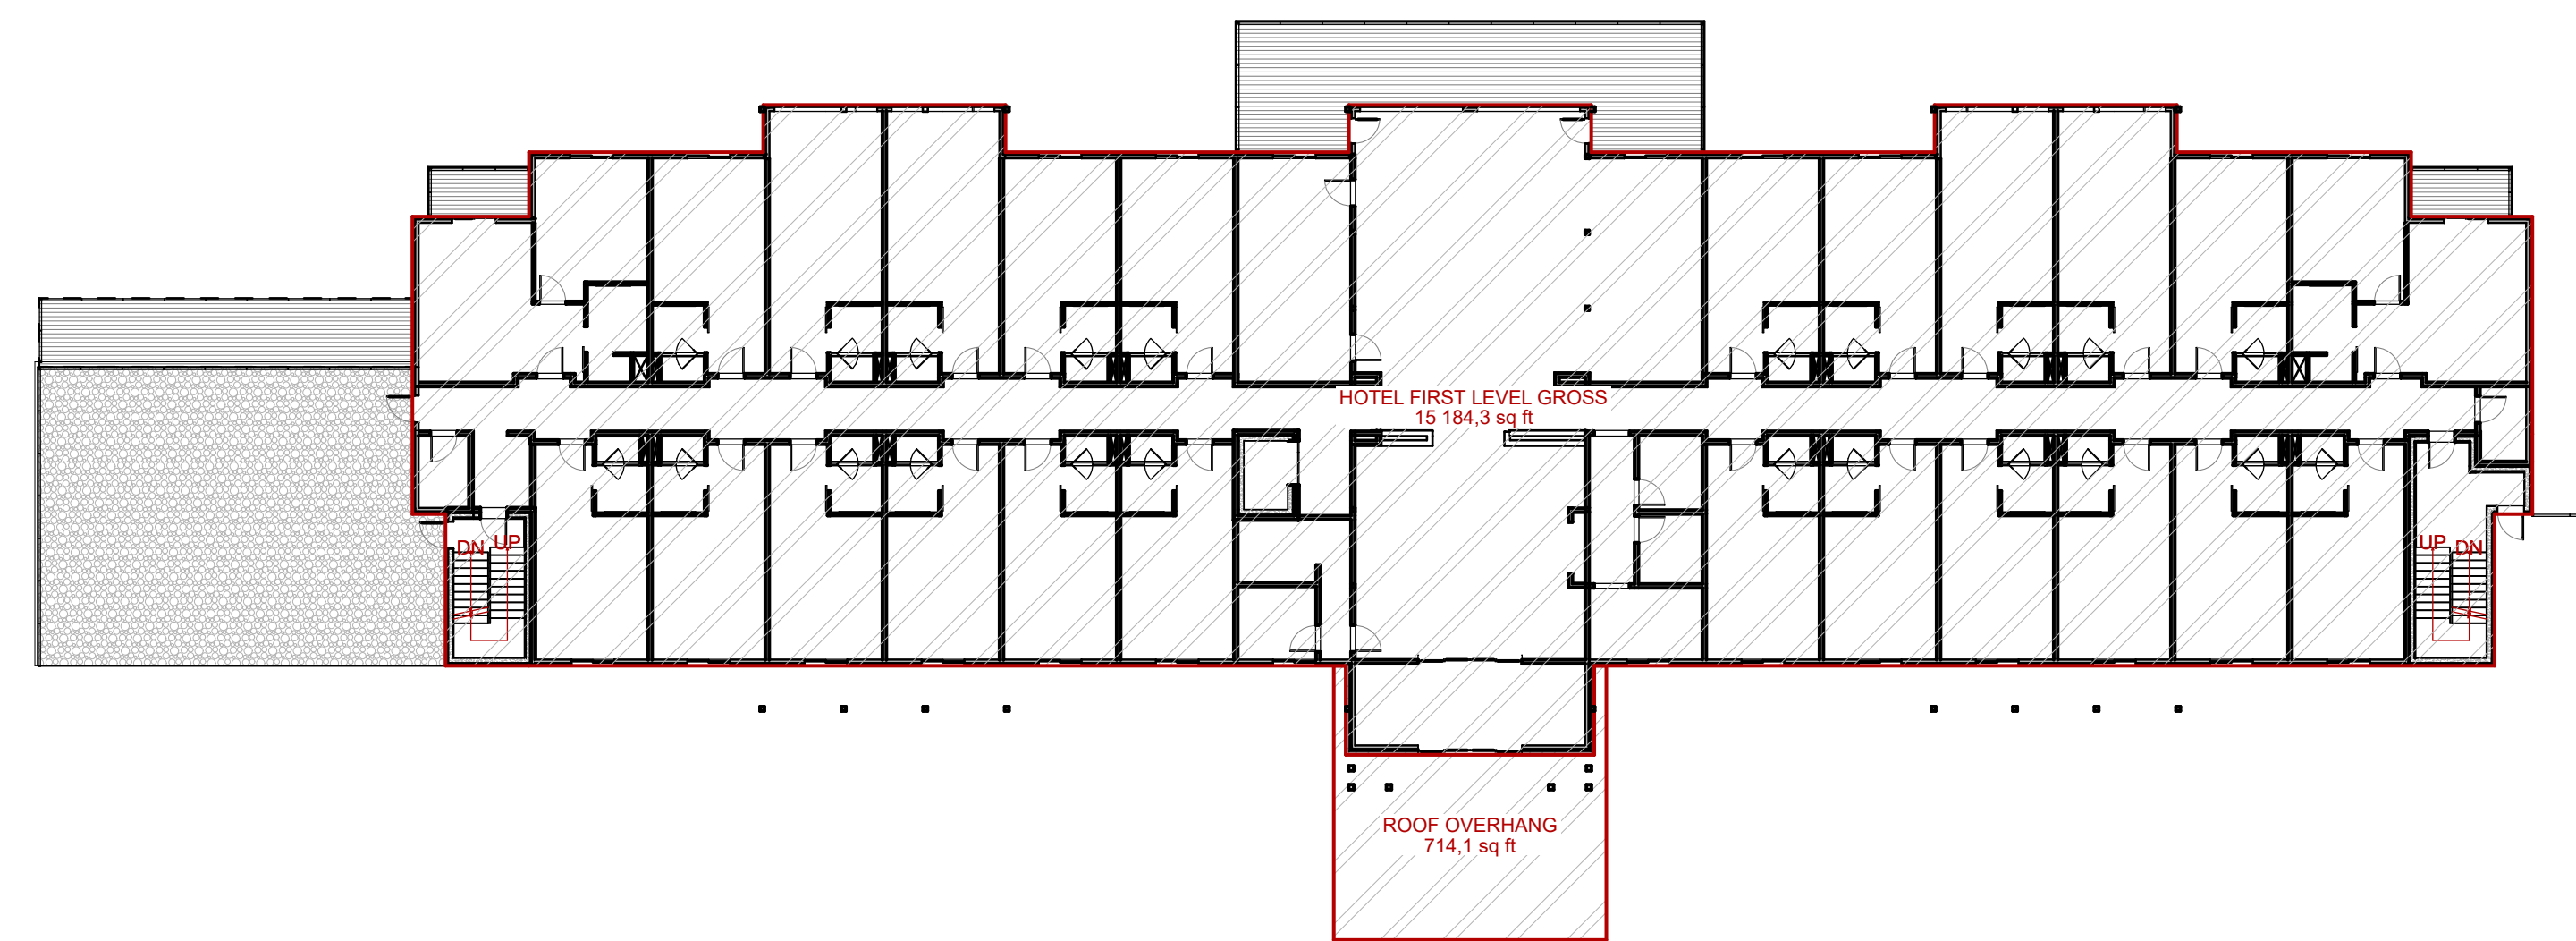 HOTEL FIRST LEVEL GROSS
15 184,3 sq ft
DN UP
UP DN
ROOF OVERHANG
714,1 sq ft